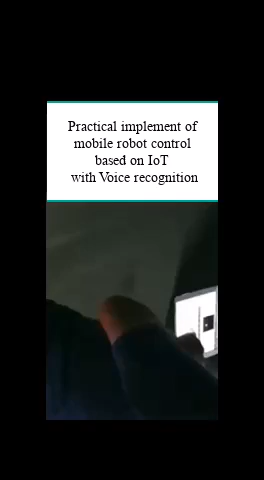 Practical implement of
mobile robot control
based on IoT
with Voice recognition